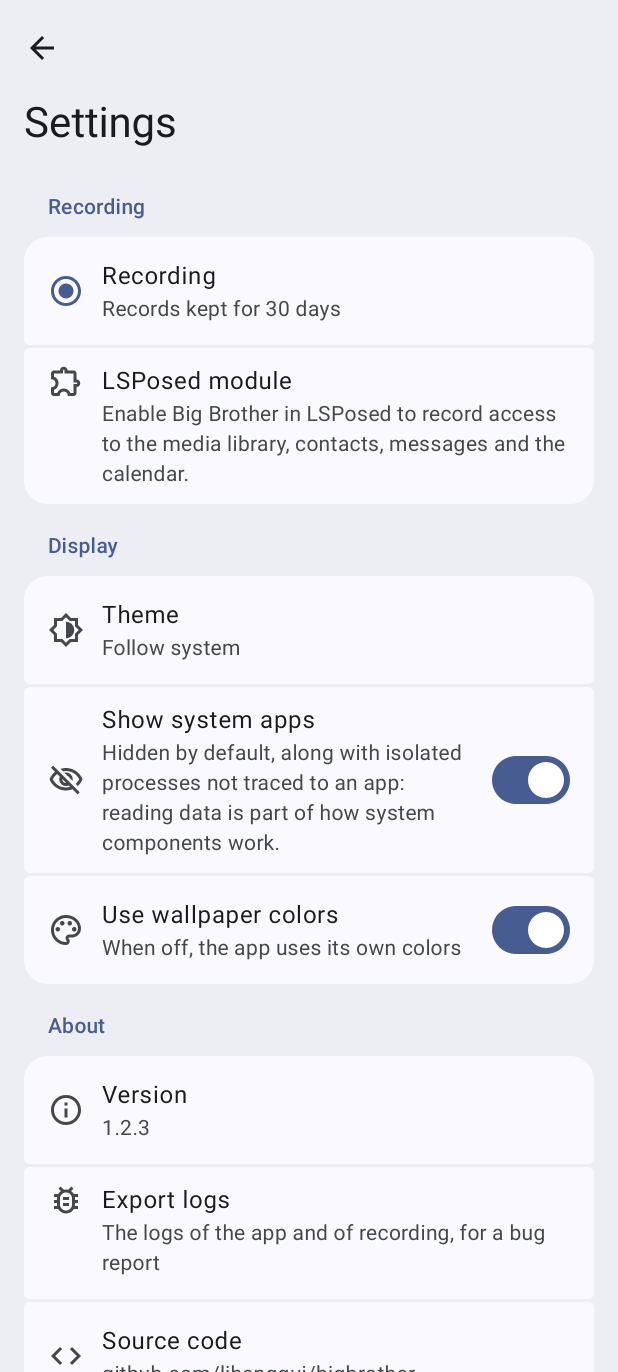 Settings
Recording
Recording
Records kept for 30 days
LSPosed module
Enable Big Brother in LSPosed to record access
to the media library, contacts, messages and the
calendar.
Display
Theme
Follow system
Show system apps
Hidden by default, along with isolated
processes not traced to an app:
reading data is part of how system
components work.
Use wallpaper colors
When off, the app uses its own colors
About
Version
1.2.3
Export logs
The logs of the app and of recording, for a bug
report
Source code